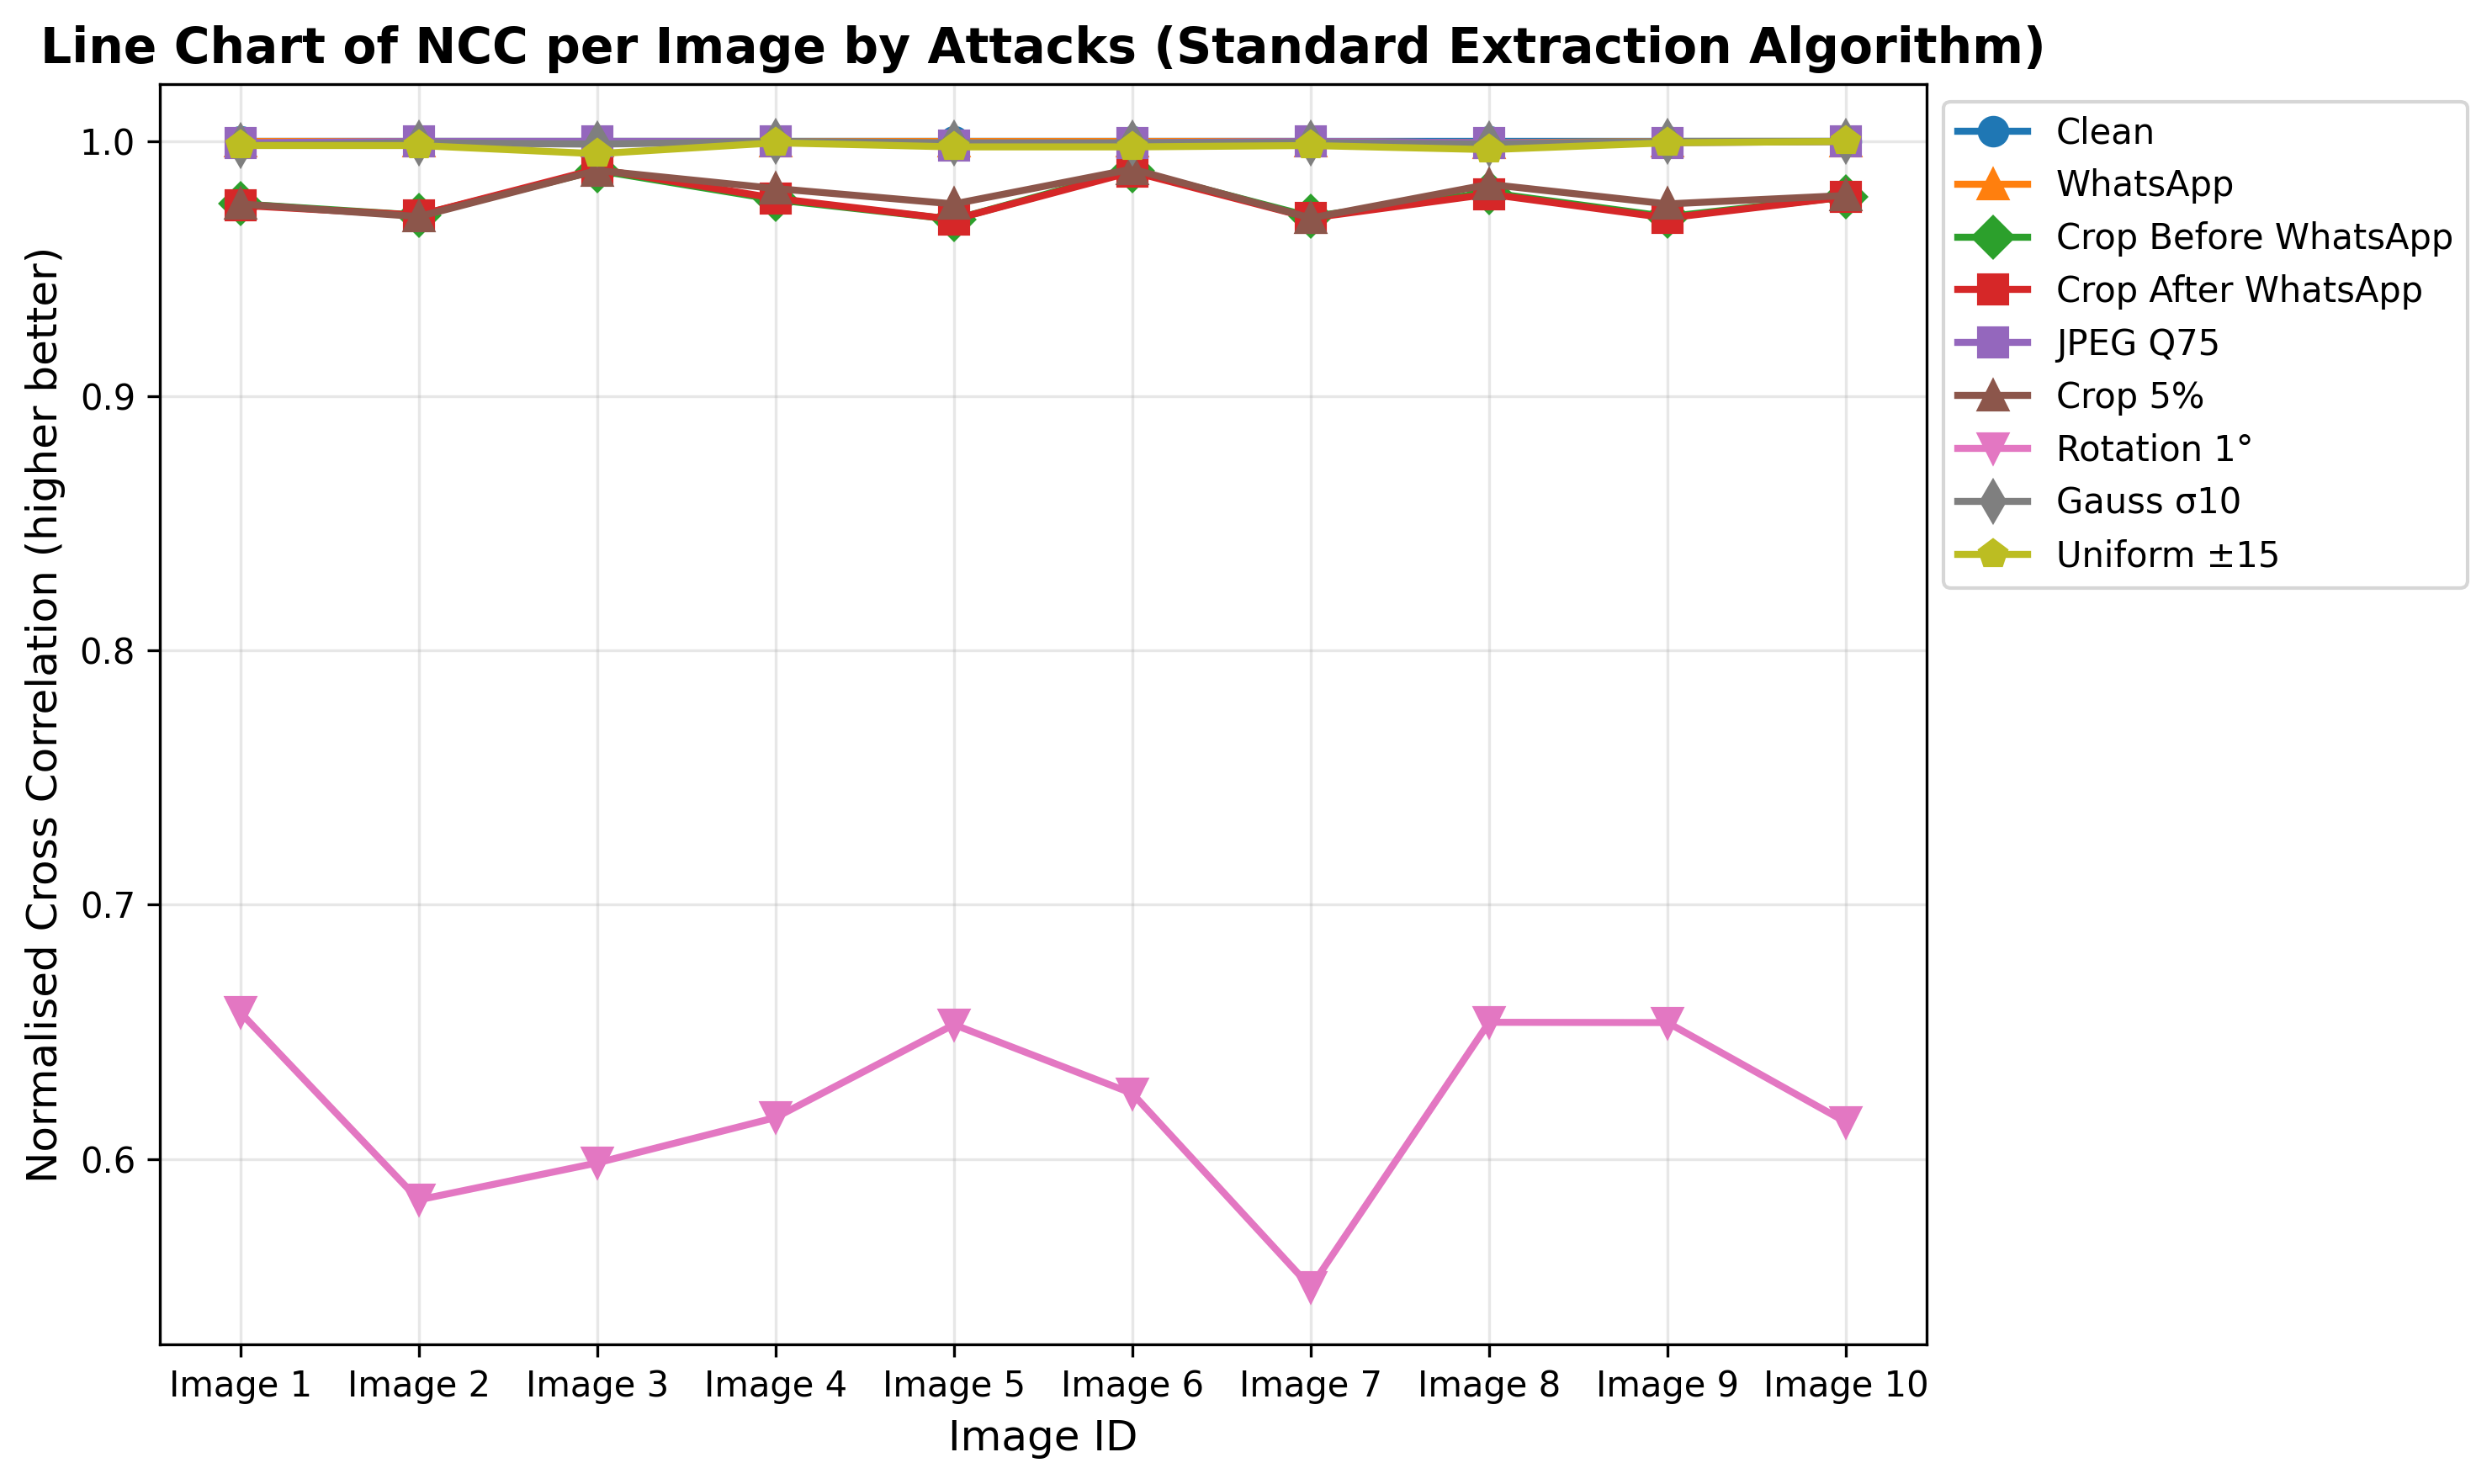 Line Chart of NCC per Image by Attacks (Standard Extraction Algorithm)
Normalised Cross Correlation (higher better)
1.0
0.9
0.8
0.7
0.6
Image 1
Image 2
Image 3
Image 4
Image 5
Image 6
Image 7
Image 8
Image 9
Image 10
Image ID
Clean
WhatsApp
Crop Before WhatsApp
Crop After WhatsApp
JPEG Q75
Crop 5%
Rotation 1°
Gauss σ10
Uniform ±15